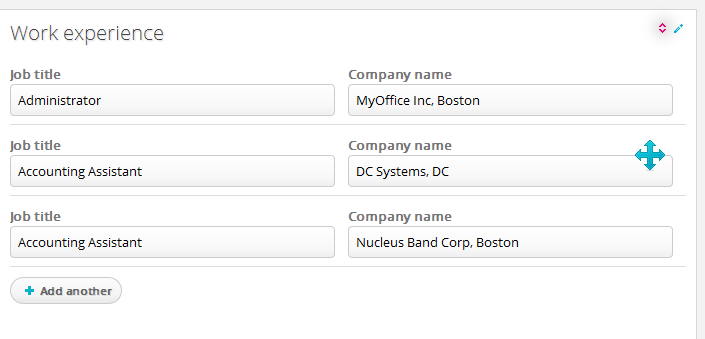 Work experience
Job title Company name
Administrator MyOffice Inc, Boston
Job title Company name
Accounting Assistant DC Systems, DC
Job title Company name
Accounting Assistant Nucleus Band Corp, Boston
Add another